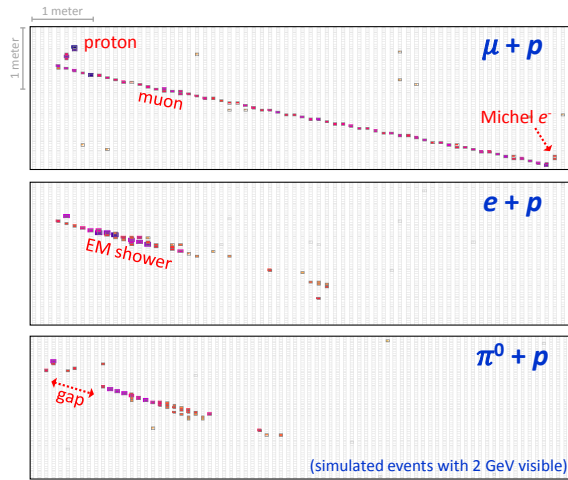 1 meter
1 meter
proton
μ + p
muon
Michel e⁻
e + p
EM shower
π⁰ + p
gap
(simulated events with 2 GeV visible)